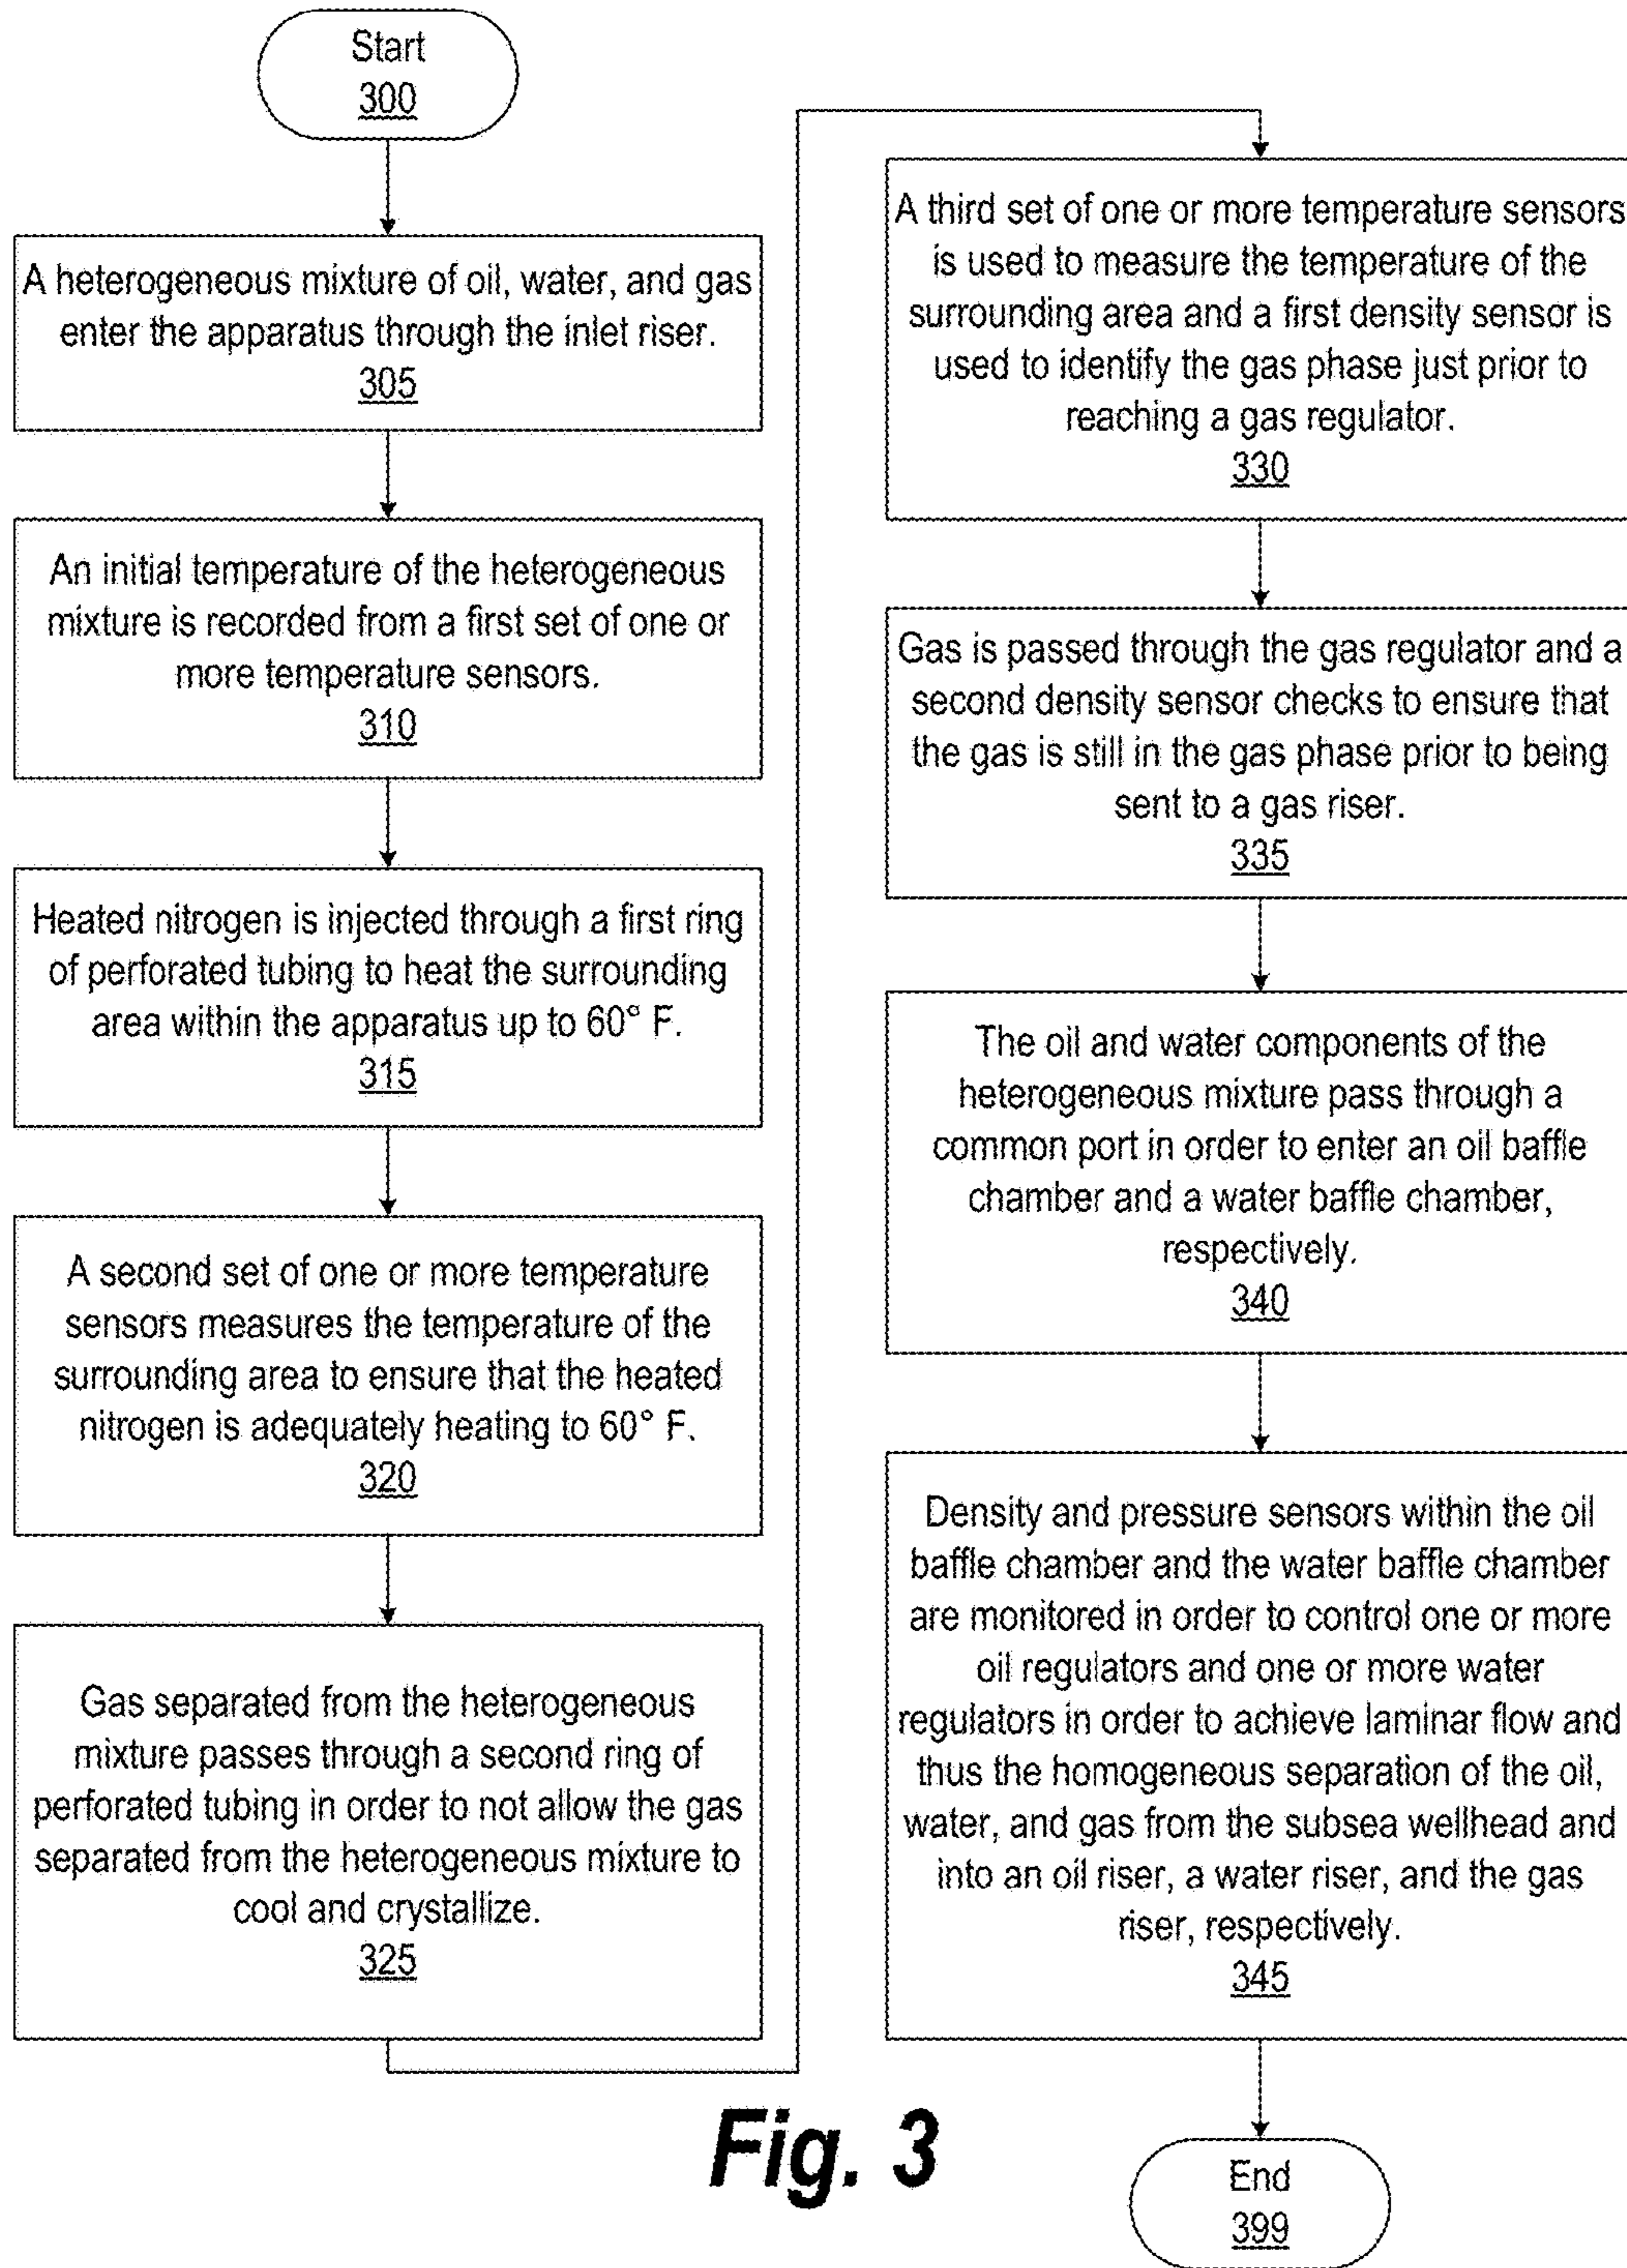 Start
300
A heterogeneous mixture of oil, water, and gas
enter the apparatus through the inlet riser.
305
An initial temperature of the heterogeneous
mixture is recorded from a first set of one or
more temperature sensors.
310
Heated nitrogen is injected through a first ring
of perforated tubing to heat the surrounding
area within the apparatus up to 60° F.
315
A second set of one or more temperature
sensors measures the temperature of the
surrounding area to ensure that the heated
nitrogen is adequately heating to 60° F.
320
Gas separated from the heterogeneous
mixture passes through a second ring of
perforated tubing in order to not allow the gas
separated from the heterogeneous mixture to
cool and crystallize.
325
A third set of one or more temperature sensors
is used to measure the temperature of the
surrounding area and a first density sensor is
used to identify the gas phase just prior to
reaching a gas regulator.
330
Gas is passed through the gas regulator and a
second density sensor checks to ensure that
the gas is still in the gas phase prior to being
sent to a gas riser.
335
The oil and water components of the
heterogeneous mixture pass through a
common port in order to enter an oil baffle
chamber and a water baffle chamber,
respectively.
340
Density and pressure sensors within the oil
baffle chamber and the water baffle chamber
are monitored in order to control one or more
oil regulators and one or more water
regulators in order to achieve laminar flow and
thus the homogeneous separation of the oil,
water, and gas from the subsea wellhead and
into an oil riser, a water riser, and the gas
riser, respectively.
345
End
399
Fig. 3